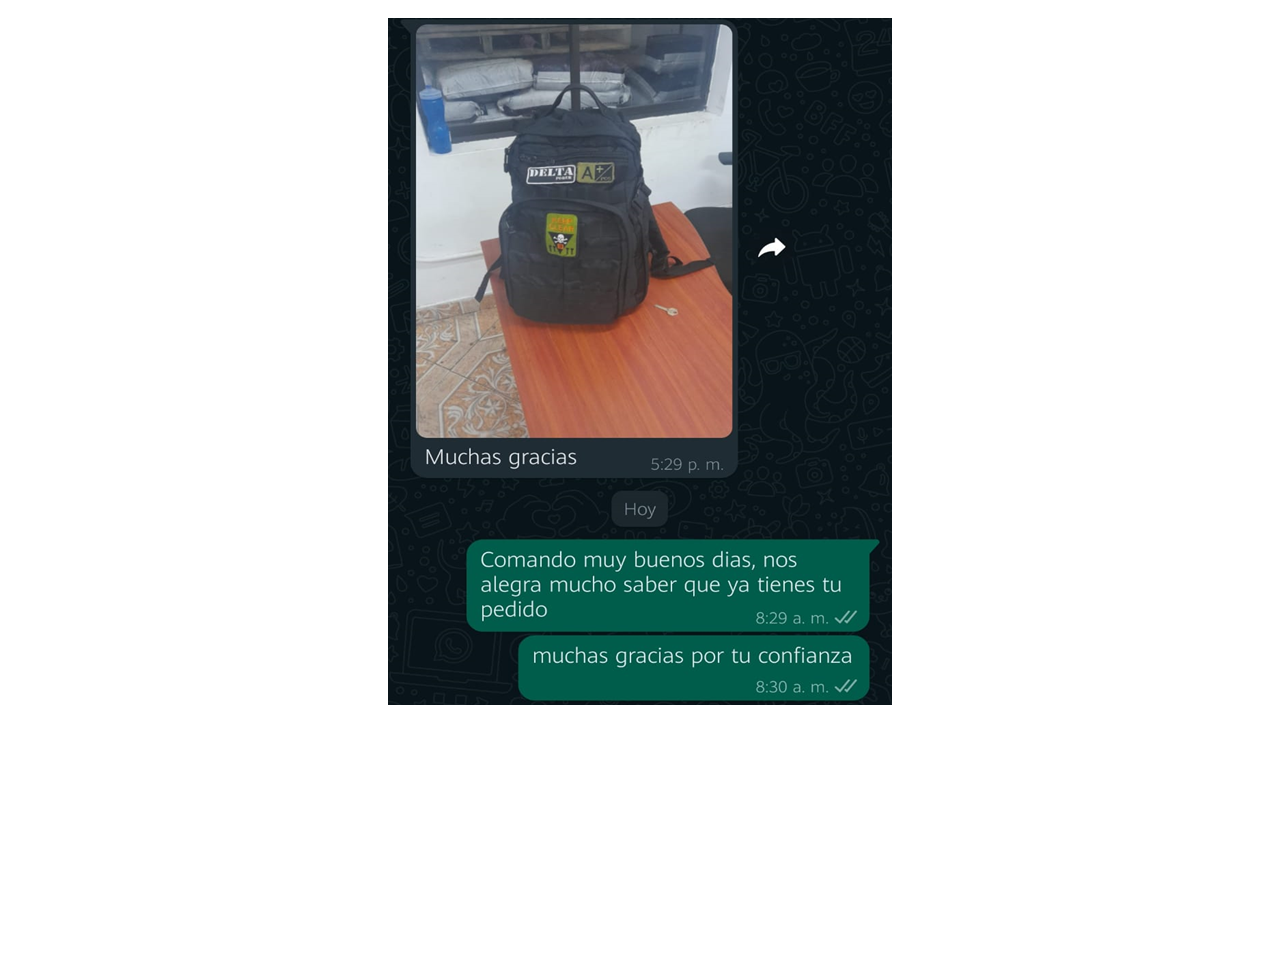 DELTA
A+
Muchas gracias
5:29 p. m.
Hoy
Comando muy buenos dias, nos
alegra mucho saber que ya tienes tu
pedido
8:29 a. m.
muchas gracias por tu confianza
8:30 a. m.